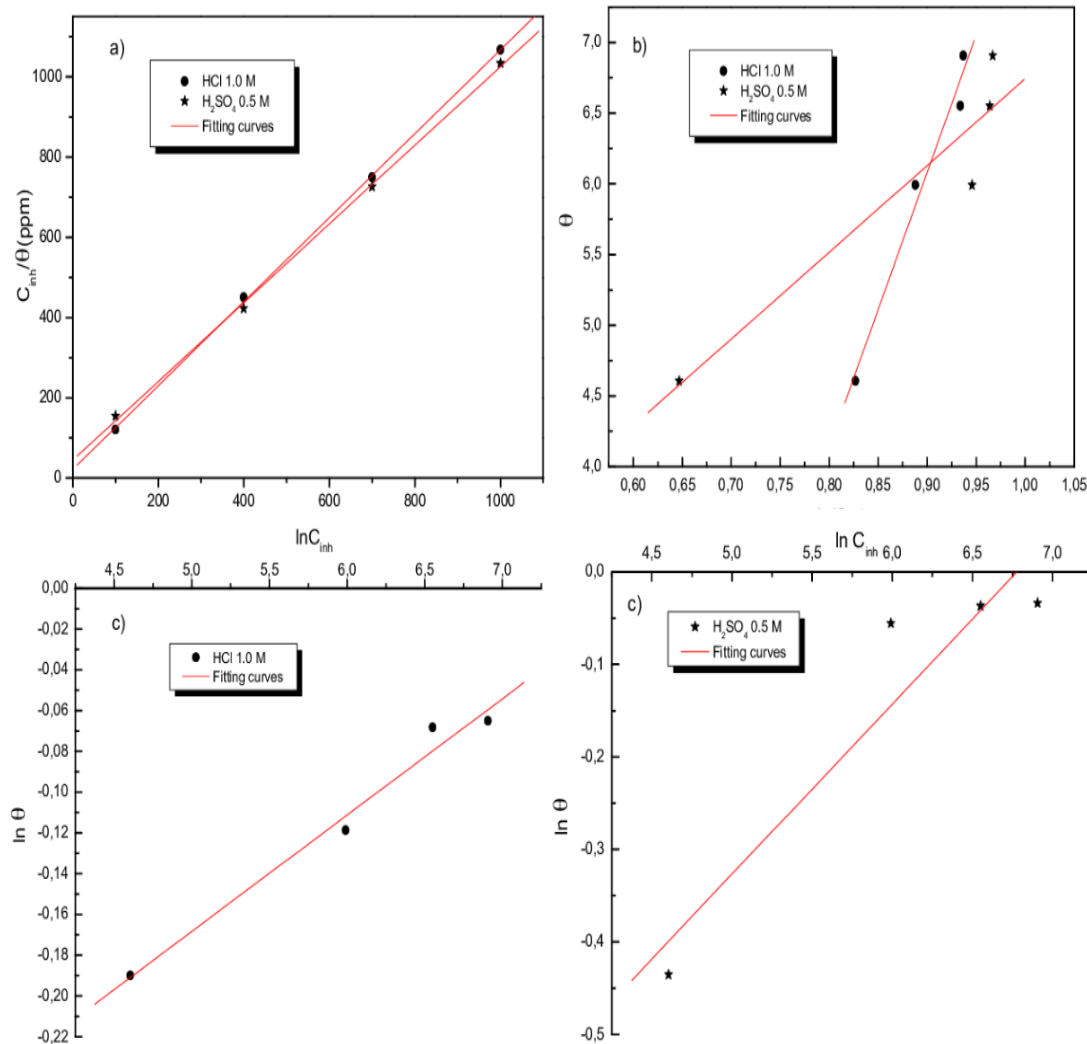 a)
HCl 1.0 M
H₂SO₄ 0.5 M
Fitting curves
C_inh/Θ(ppm)
1000
800
600
400
200
0
0 200 400 600 800 1000
b)
HCl 1.0 M
H₂SO₄ 0.5 M
Fitting curves
Θ
7,0
6,5
6,0
5,5
5,0
4,5
4,0
0,60 0,65 0,70 0,75 0,80 0,85 0,90 0,95 1,00 1,05
lnC_inh
4,5 5,0 5,5 6,0 6,5 7,0
c)
HCl 1.0 M
Fitting curves
ln Θ
0,00
-0,02
-0,04
-0,06
-0,08
-0,10
-0,12
-0,14
-0,16
-0,18
-0,20
-0,22
ln C_inh
4,5 5,0 5,5 6,0 6,5 7,0
c)
H₂SO₄ 0.5 M
Fitting curves
ln Θ
0,0
-0,1
-0,2
-0,3
-0,4
-0,5